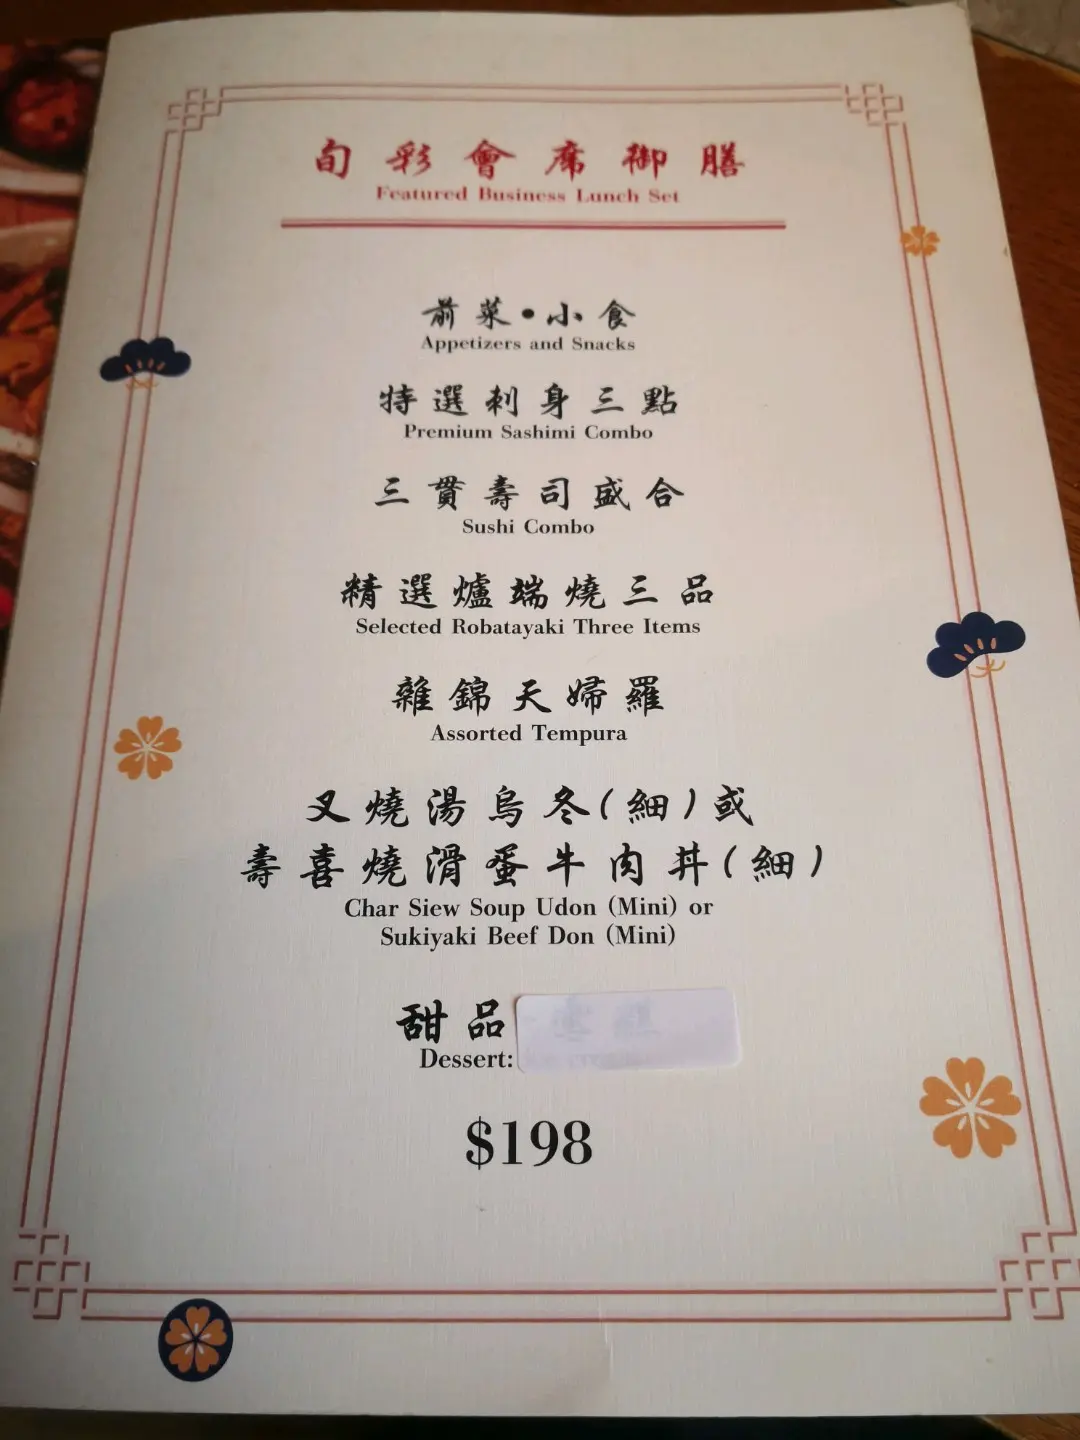 旬彩會席御膳
Featured Business Lunch Set
前菜•小食
Appetizers and Snacks
特選刺身三點
Premium Sashimi Combo
三貫壽司盛合
Sushi Combo
精選爐端燒三品
Selected Robatayaki Three Items
雜錦天婦羅
Assorted Tempura
叉燒湯烏冬(細)或
壽喜燒滑蛋牛肉丼(細)
Char Siew Soup Udon (Mini) or
Sukiyaki Beef Don (Mini)
甜品
Dessert:
$198